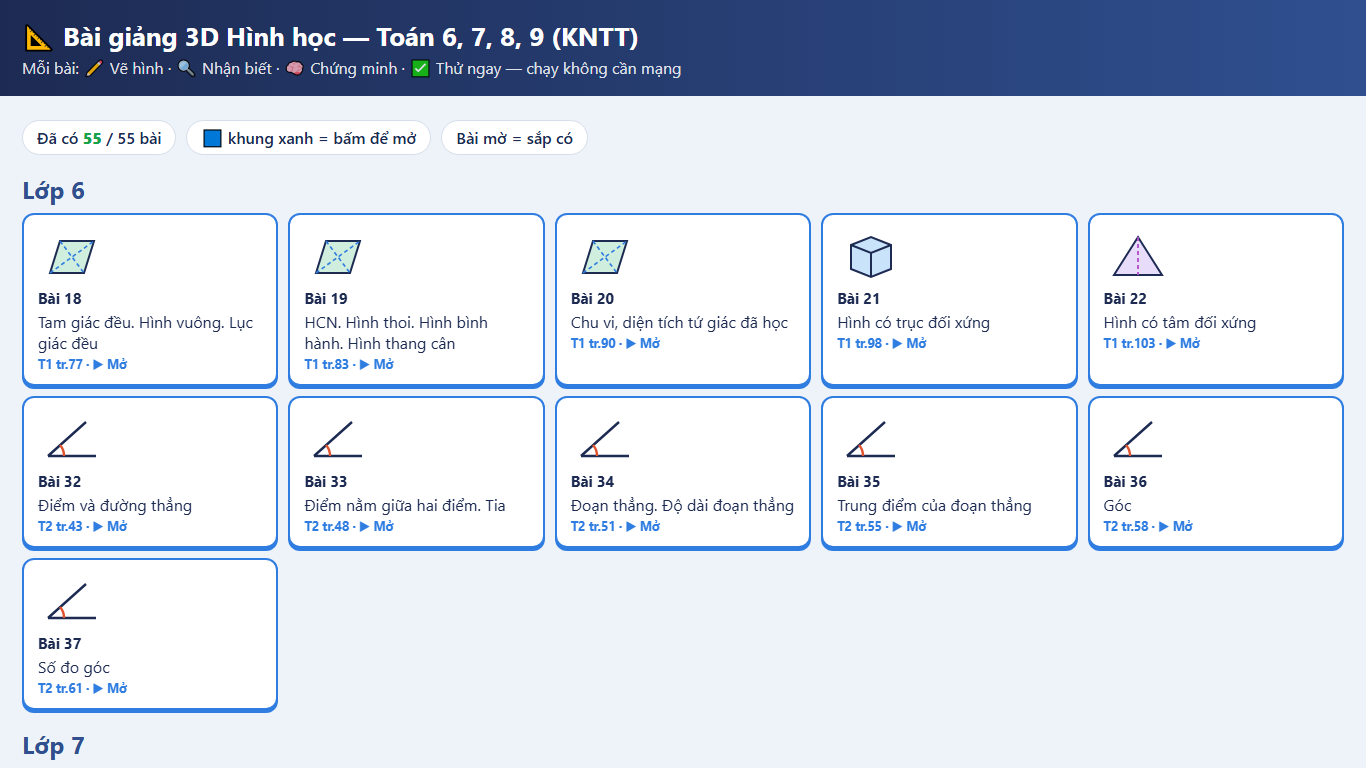 📐 Bài giảng 3D Hình học — Toán 6, 7, 8, 9 (KNTT)
Mỗi bài: ✏️ Vẽ hình · 🔍 Nhận biết · 🧠 Chứng minh · ✅ Thử ngay — chạy không cần mạng
Đã có 55 / 55 bài
🟦 khung xanh = bấm để mở
Bài mờ = sắp có
Lớp 6
Bài 18
Tam giác đều. Hình vuông. Lục
giác đều
T1 tr.77 · ▶ Mở
Bài 19
HCN. Hình thoi. Hình bình
hành. Hình thang cân
T1 tr.83 · ▶ Mở
Bài 20
Chu vi, diện tích tứ giác đã học
T1 tr.90 · ▶ Mở
Bài 21
Hình có trục đối xứng
T1 tr.98 · ▶ Mở
Bài 22
Hình có tâm đối xứng
T1 tr.103 · ▶ Mở
Bài 32
Điểm và đường thẳng
T2 tr.43 · ▶ Mở
Bài 33
Điểm nằm giữa hai điểm. Tia
T2 tr.48 · ▶ Mở
Bài 34
Đoạn thẳng. Độ dài đoạn thẳng
T2 tr.51 · ▶ Mở
Bài 35
Trung điểm của đoạn thẳng
T2 tr.55 · ▶ Mở
Bài 36
Góc
T2 tr.58 · ▶ Mở
Bài 37
Số đo góc
T2 tr.61 · ▶ Mở
Lớp 7